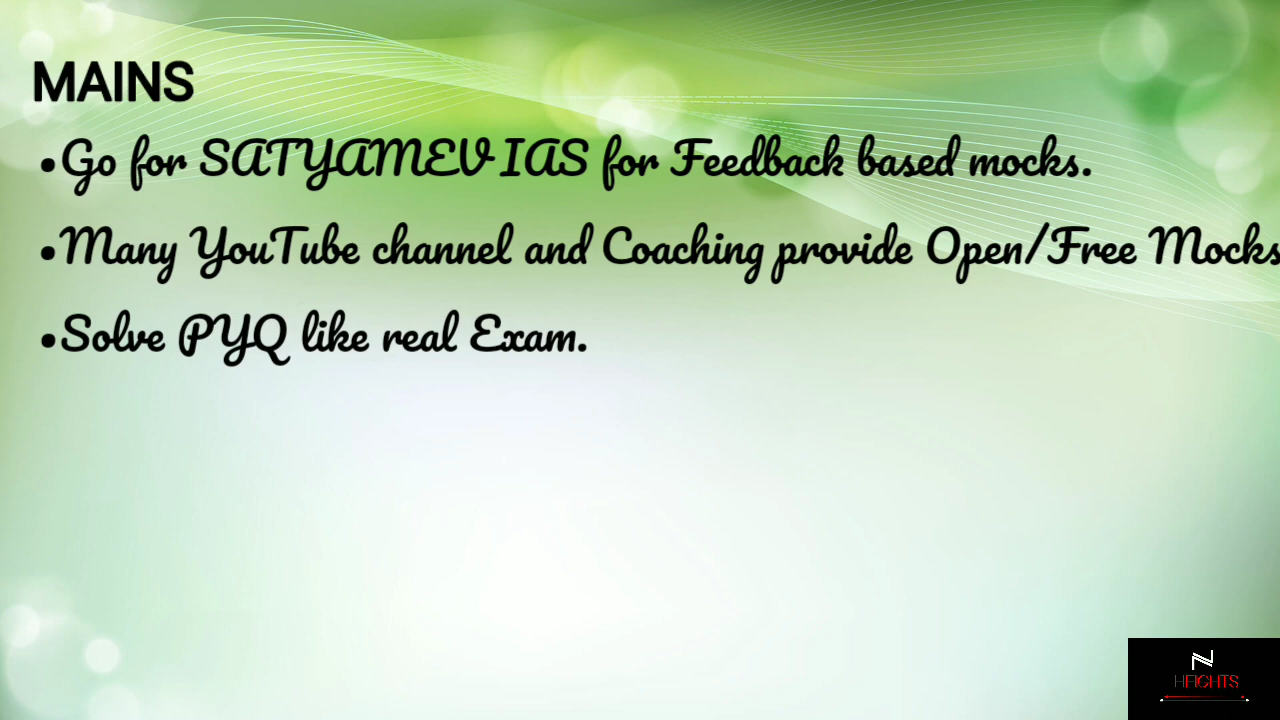 MAINS
•Go for SATYAMEV IAS for Feedback based mocks.
•Many YouTube channel and Coaching provide Open/Free Mocks
•Solve PYQ like real Exam.
N
HEIGHTS